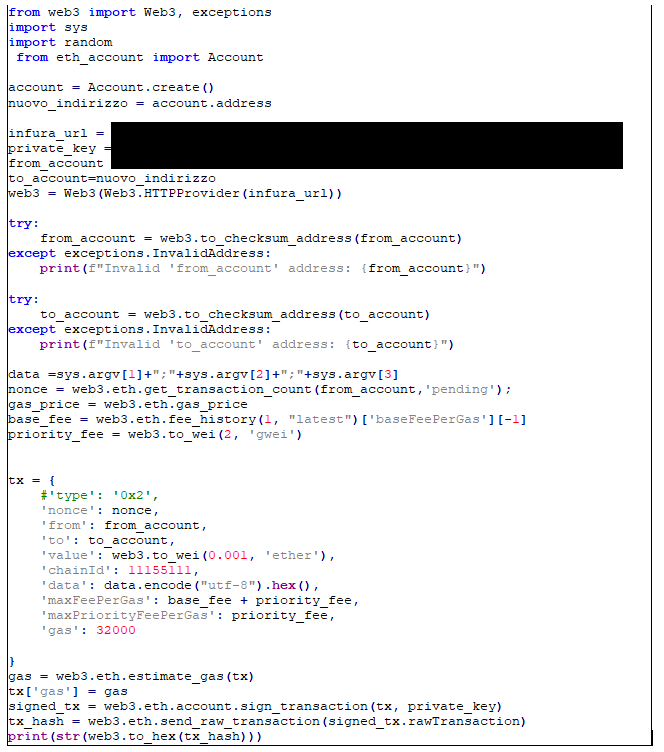 from web3 import Web3, exceptions
import sys
import random
 from eth_account import Account
account = Account.create()
nuovo_indirizzo = account.address
infura_url =
private_key =
from_account
to_account=nuovo_indirizzo
web3 = Web3(Web3.HTTPProvider(infura_url))
try:
    from_account = web3.to_checksum_address(from_account)
except exceptions.InvalidAddress:
    print(f"Invalid 'from_account' address: {from_account}")
try:
    to_account = web3.to_checksum_address(to_account)
except exceptions.InvalidAddress:
    print(f"Invalid 'to_account' address: {to_account}")
data =sys.argv[1]+";"+sys.argv[2]+";"+sys.argv[3]
nonce = web3.eth.get_transaction_count(from_account,'pending');
gas_price = web3.eth.gas_price
base_fee = web3.eth.fee_history(1, "latest")['baseFeePerGas'][-1]
priority_fee = web3.to_wei(2, 'gwei')
tx = {
    #'type': '0x2',
    'nonce': nonce,
    'from': from_account,
    'to': to_account,
    'value': web3.to_wei(0.001, 'ether'),
    'chainId': 11155111,
    'data': data.encode("utf-8").hex(),
    'maxFeePerGas': base_fee + priority_fee,
    'maxPriorityFeePerGas': priority_fee,
    'gas': 32000
}
gas = web3.eth.estimate_gas(tx)
tx['gas'] = gas
signed_tx = web3.eth.account.sign_transaction(tx, private_key)
tx_hash = web3.eth.send_raw_transaction(signed_tx.rawTransaction)
print(str(web3.to_hex(tx_hash)))